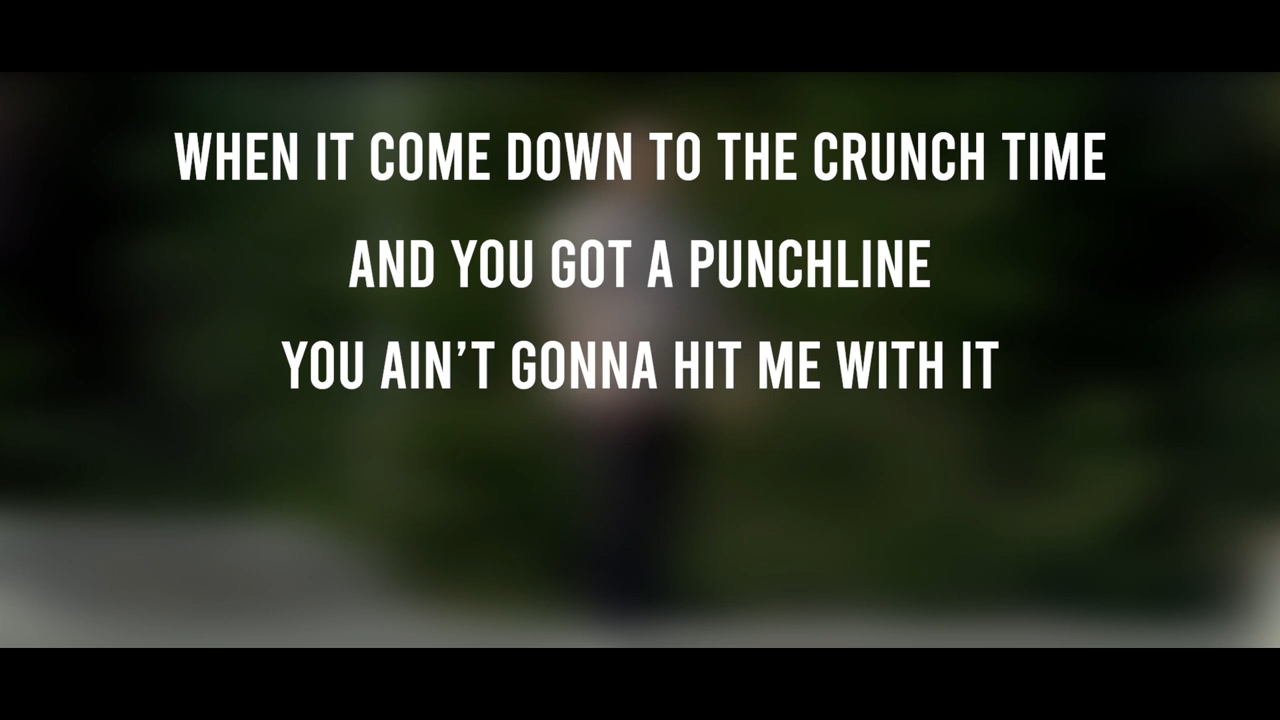 WHEN IT COME DOWN TO THE CRUNCH TIME
AND YOU GOT A PUNCHLINE
YOU AIN’T GONNA HIT ME WITH IT